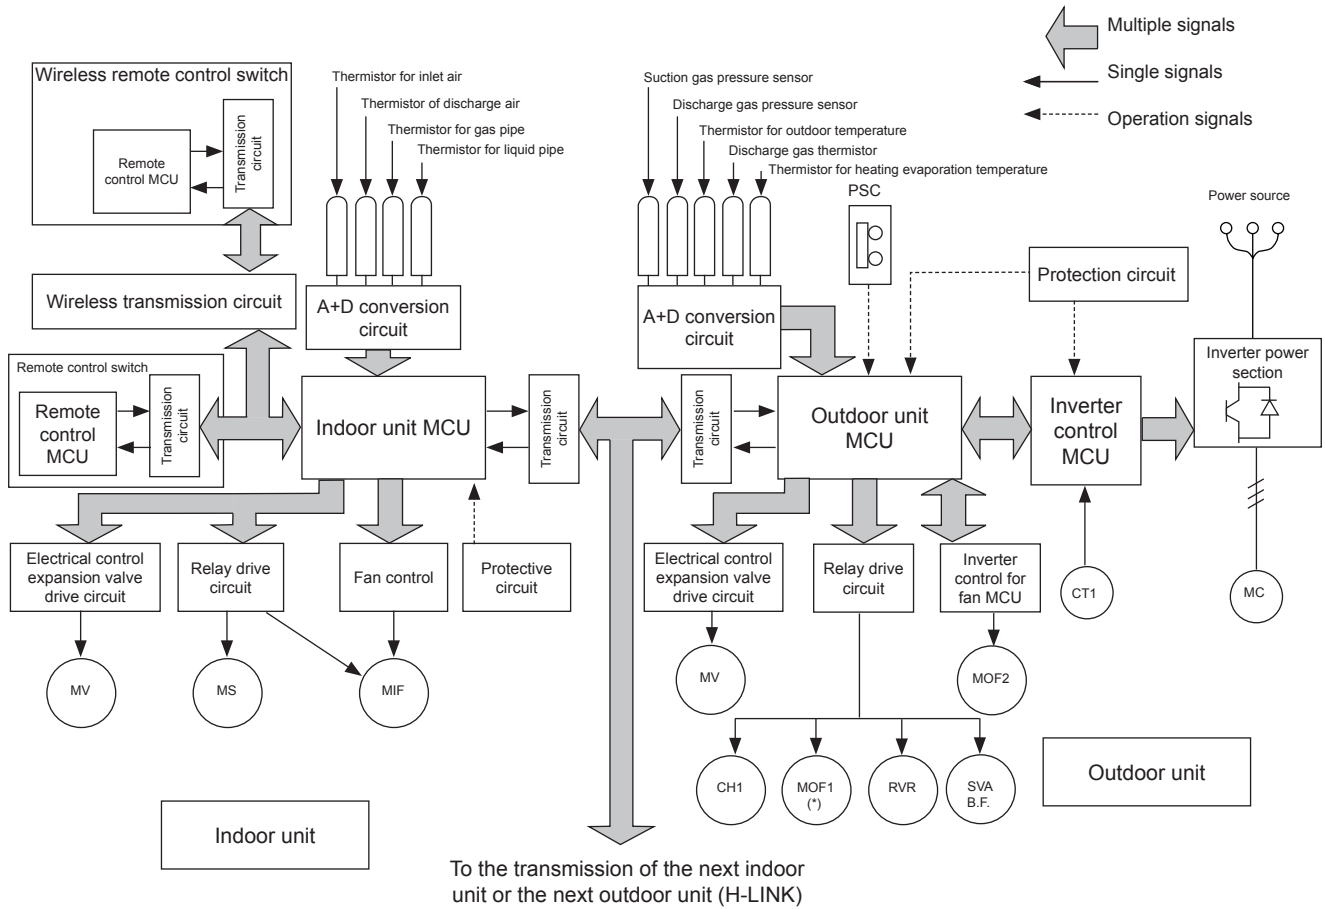 Multiple signals
Single signals
Operation signals
Wireless remote control switch
Remote
control MCU
Transmission
circuit
Wireless transmission circuit
Thermistor for inlet air
Thermistor of discharge air
Thermistor for gas pipe
Thermistor for liquid pipe
A+D conversion
circuit
Suction gas pressure sensor
Discharge gas pressure sensor
Thermistor for outdoor temperature
Discharge gas thermistor
Thermistor for heating evaporation temperature
A+D conversion
circuit
PSC
Protection circuit
Power source
Inverter power
section
Remote control switch
Remote
control
MCU
Transmission
circuit
Indoor unit MCU
Transmission
circuit
Transmission
circuit
Outdoor unit
MCU
Inverter
control
MCU
Electrical control
expansion valve
drive circuit
Relay drive
circuit
Fan control
Protective
circuit
Electrical control
expansion valve
drive circuit
Relay drive
circuit
Inverter
control for
fan MCU
CT1
MC
MV
MS
MIF
MV
MOF2
CH1
MOF1
(*)
RVR
SVA
B.F.
Outdoor unit
Indoor unit
To the transmission of the next indoor
unit or the next outdoor unit (H-LINK)